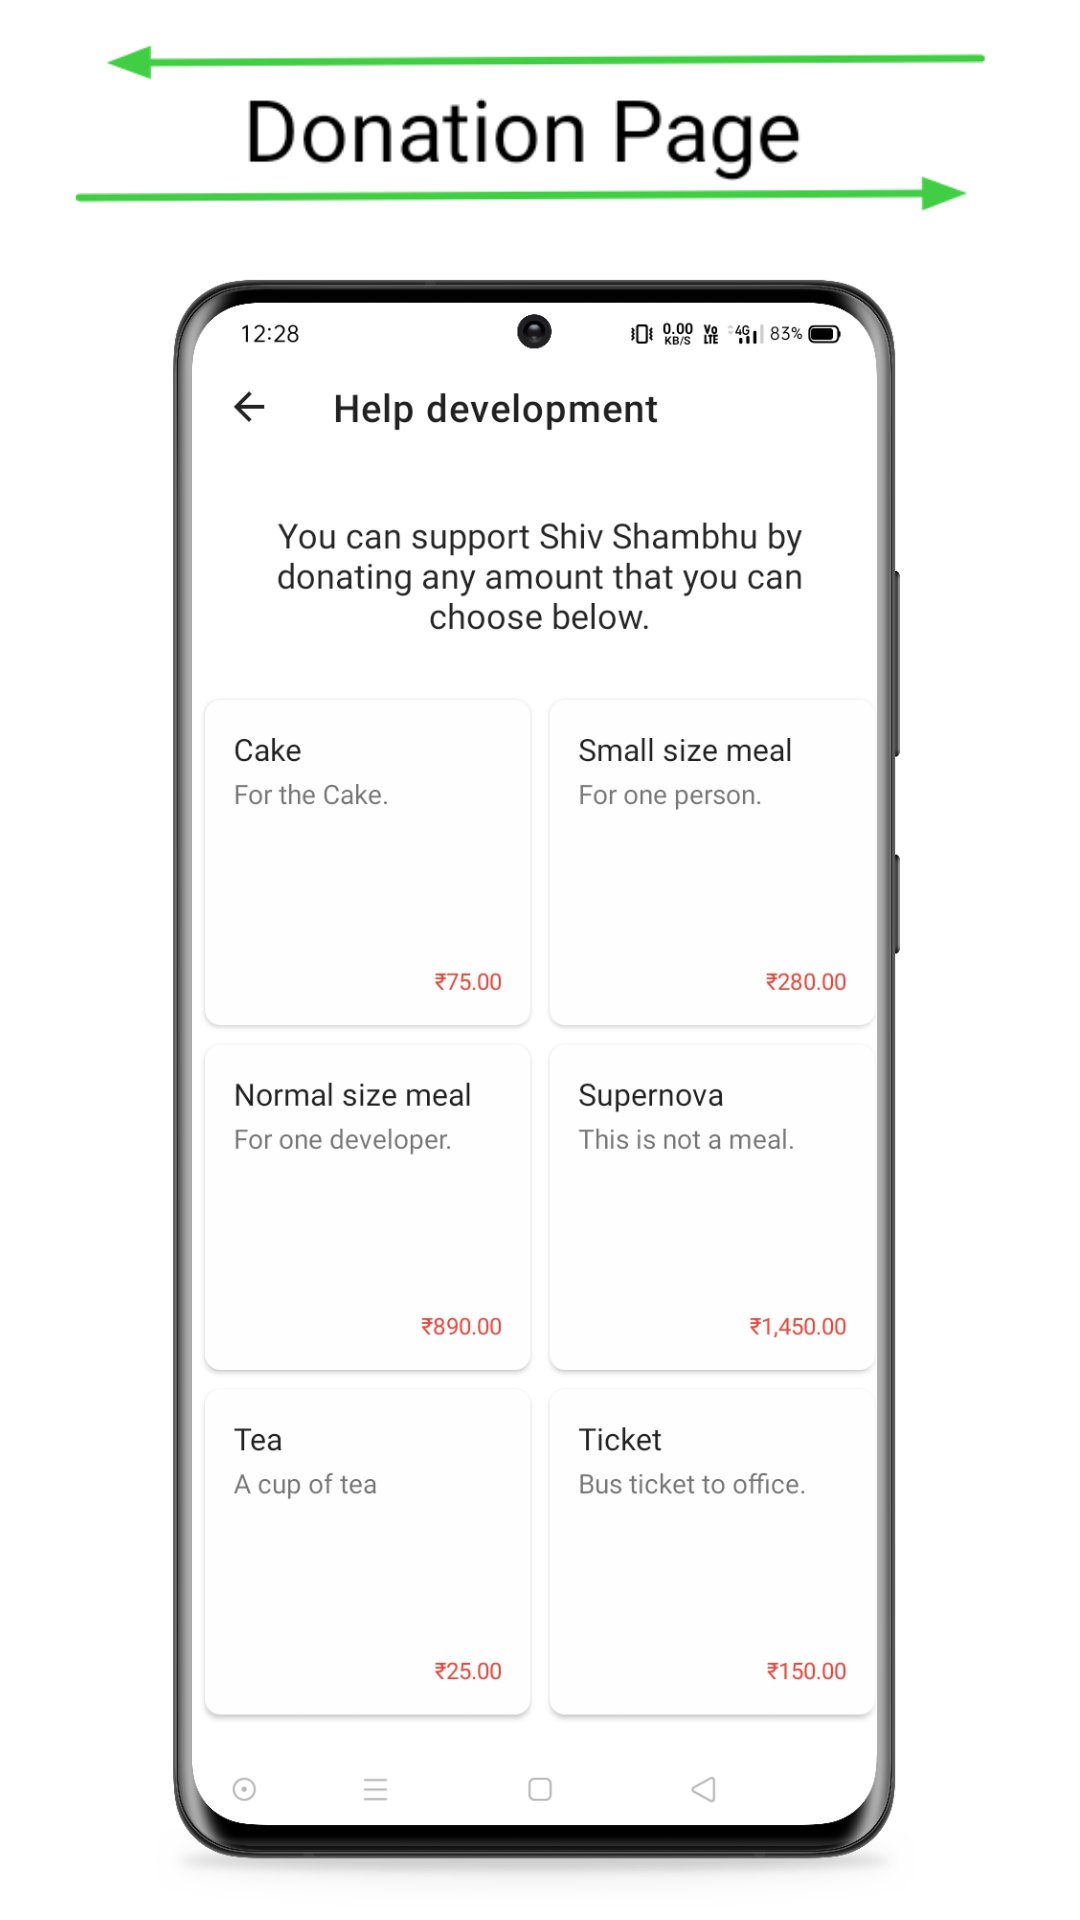 Donation Page
12:28
0.00 KB/S Vo LTE 4G 83%
Help development
You can support Shiv Shambhu by
donating any amount that you can
choose below.
Cake
For the Cake.
₹75.00
Small size meal
For one person.
₹280.00
Normal size meal
For one developer.
₹890.00
Supernova
This is not a meal.
₹1,450.00
Tea
A cup of tea
₹25.00
Ticket
Bus ticket to office.
₹150.00